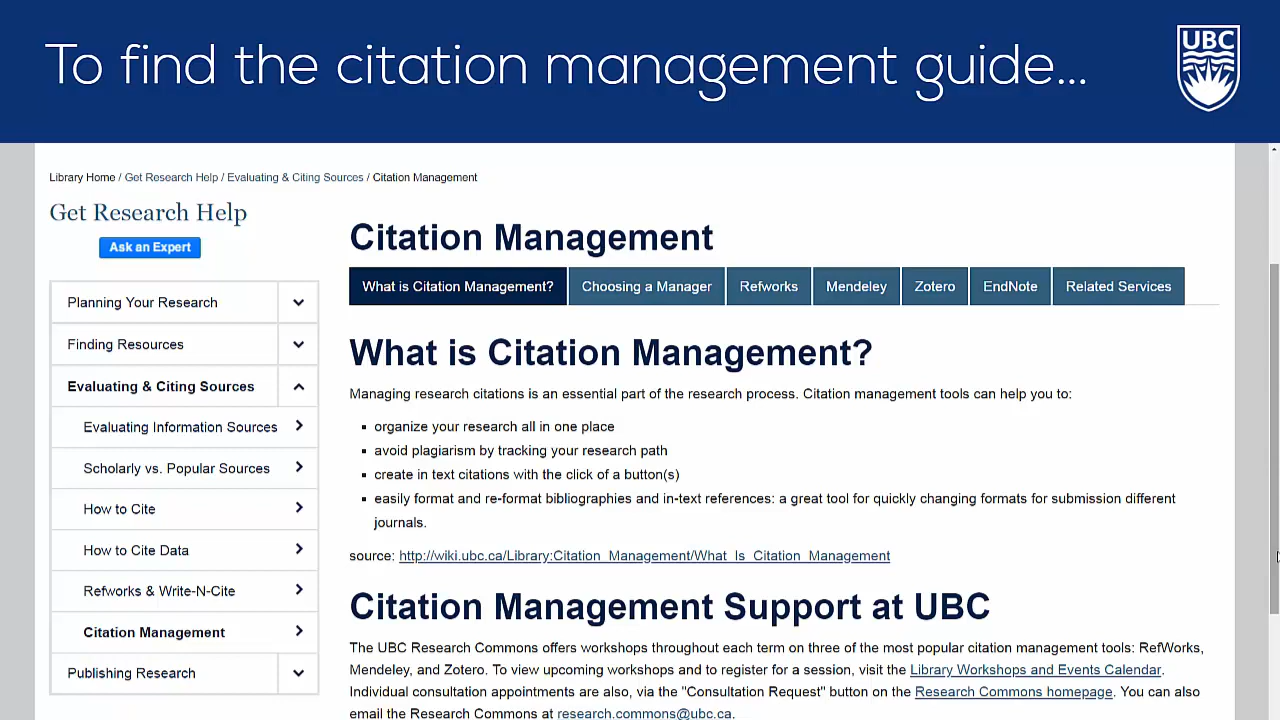 To find the citation management guide...
UBC
Library Home / Get Research Help / Evaluating & Citing Sources / Citation Management
Get Research Help
Ask an Expert
Planning Your Research
Finding Resources
Evaluating & Citing Sources
Evaluating Information Sources
Scholarly vs. Popular Sources
How to Cite
How to Cite Data
Refworks & Write-N-Cite
Citation Management
Publishing Research
Citation Management
What is Citation Management?
Choosing a Manager
Refworks
Mendeley
Zotero
EndNote
Related Services
What is Citation Management?
Managing research citations is an essential part of the research process. Citation management tools can help you to:
organize your research all in one place
avoid plagiarism by tracking your research path
create in text citations with the click of a button(s)
easily format and re-format bibliographies and in-text references: a great tool for quickly changing formats for submission different
journals.
source: http://wiki.ubc.ca/Library:Citation_Management/What_Is_Citation_Management
Citation Management Support at UBC
The UBC Research Commons offers workshops throughout each term on three of the most popular citation management tools: RefWorks,
Mendeley, and Zotero. To view upcoming workshops and to register for a session, visit the Library Workshops and Events Calendar.
Individual consultation appointments are also, via the "Consultation Request" button on the Research Commons homepage. You can also
email the Research Commons at research.commons@ubc.ca.